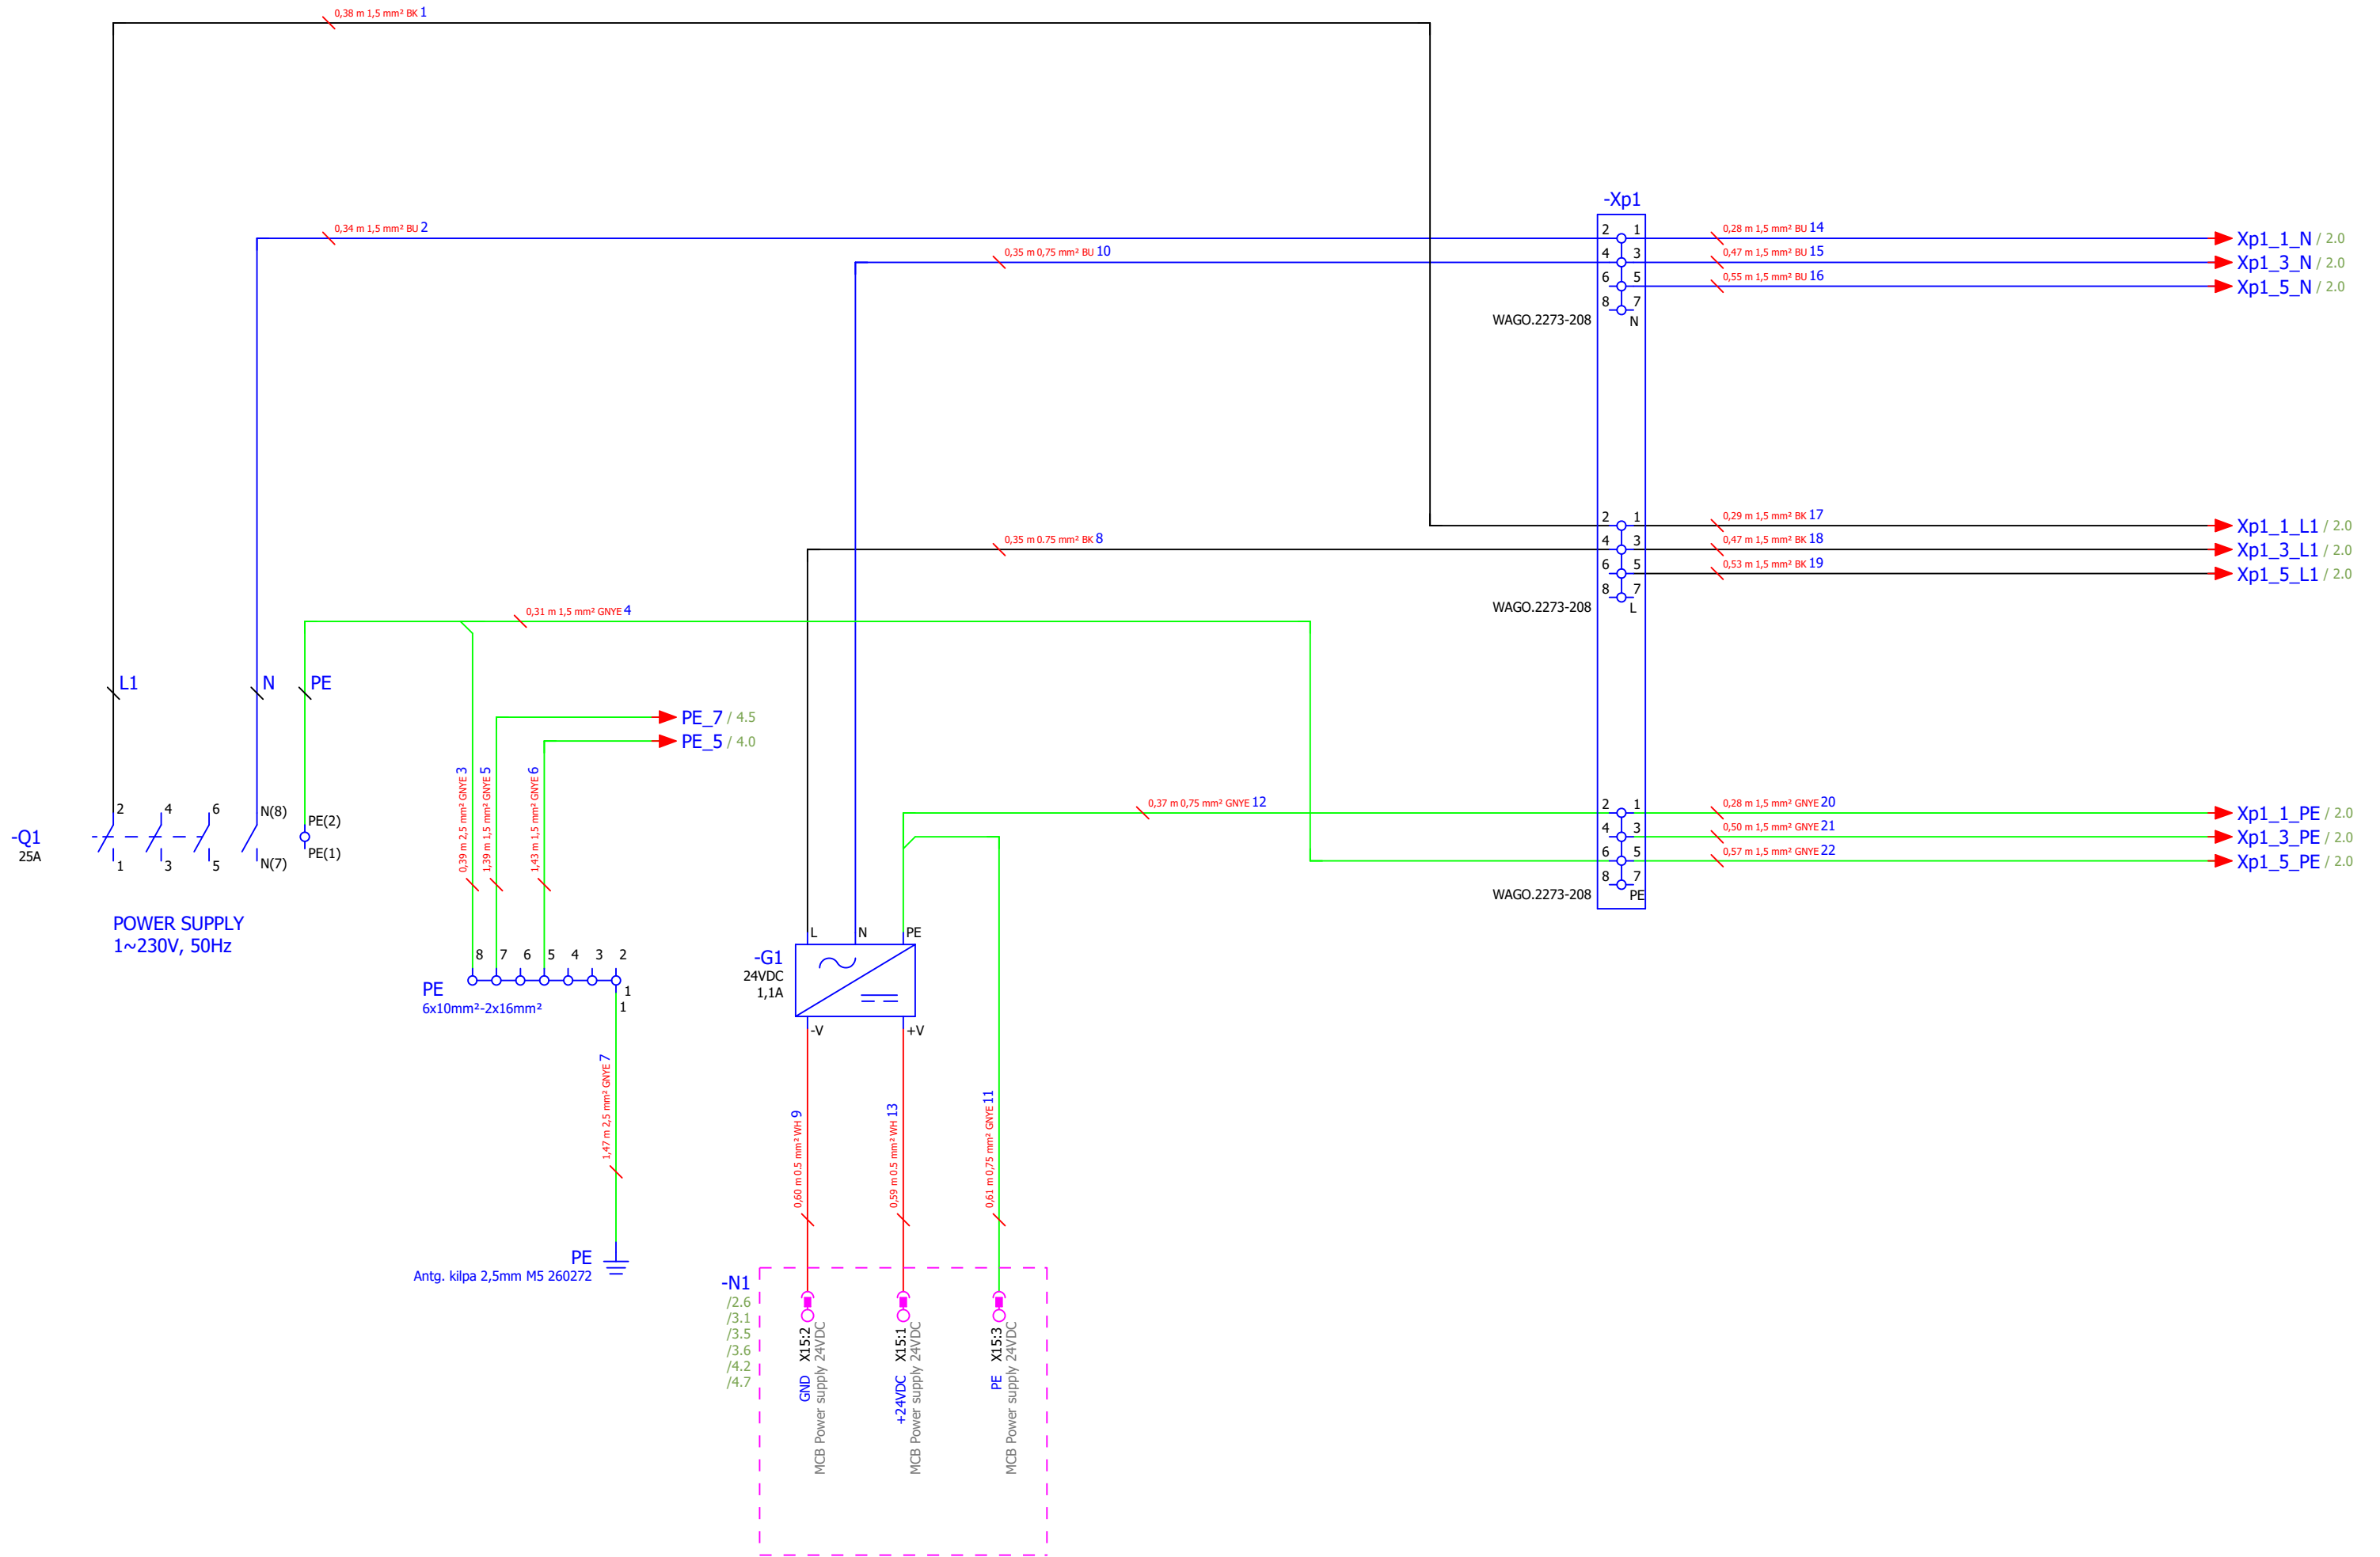 0,38 m 1,5 mm² BK 1
-Xp1
0,34 m 1,5 mm² BU 2
2 1
0,28 m 1,5 mm² BU 14
Xp1_1_N / 2.0
0,35 m 0,75 mm² BU 10
4 3
0,47 m 1,5 mm² BU 15
Xp1_3_N / 2.0
6 5
0,55 m 1,5 mm² BU 16
Xp1_5_N / 2.0
8 7
WAGO.2273-208
N
2 1
0,29 m 1,5 mm² BK 17
Xp1_1_L1 / 2.0
0,35 m 0.75 mm² BK 8
4 3
0,47 m 1,5 mm² BK 18
Xp1_3_L1 / 2.0
6 5
0,53 m 1,5 mm² BK 19
Xp1_5_L1 / 2.0
8 7
WAGO.2273-208
L
0,31 m 1,5 mm² GNYE 4
L1
N
PE
PE_7 / 4.5
PE_5 / 4.0
0,39 m 2,5 mm² GNYE 3
1,39 m 1,5 mm² GNYE 5
1,43 m 1,5 mm² GNYE 6
0,37 m 0,75 mm² GNYE 12
2 1
0,28 m 1,5 mm² GNYE 20
Xp1_1_PE / 2.0
4 3
0,50 m 1,5 mm² GNYE 21
Xp1_3_PE / 2.0
6 5
0,57 m 1,5 mm² GNYE 22
Xp1_5_PE / 2.0
8 7
WAGO.2273-208
PE
2 4 6 N(8) PE(2)
-Q1
25A
1 3 5 N(7) PE(1)
POWER SUPPLY
1~230V, 50Hz
8 7 6 5 4 3 2
PE
6x10mm²-2x16mm²
1
1
L N PE
-G1
24VDC
1,1A
-V +V
1,47 m 2,5 mm² GNYE 7
0,60 m 0.5 mm² WH 9
0,59 m 0.5 mm² WH 13
0,61 m 0,75 mm² GNYE 11
PE
Antg. kilpa 2,5mm M5 260272
-N1
/2.6
/3.1
/3.5
/3.6
/4.2
/4.7
GND X15:2
MCB Power supply 24VDC
+24VDC X15:1
MCB Power supply 24VDC
PE X15:3
MCB Power supply 24VDC